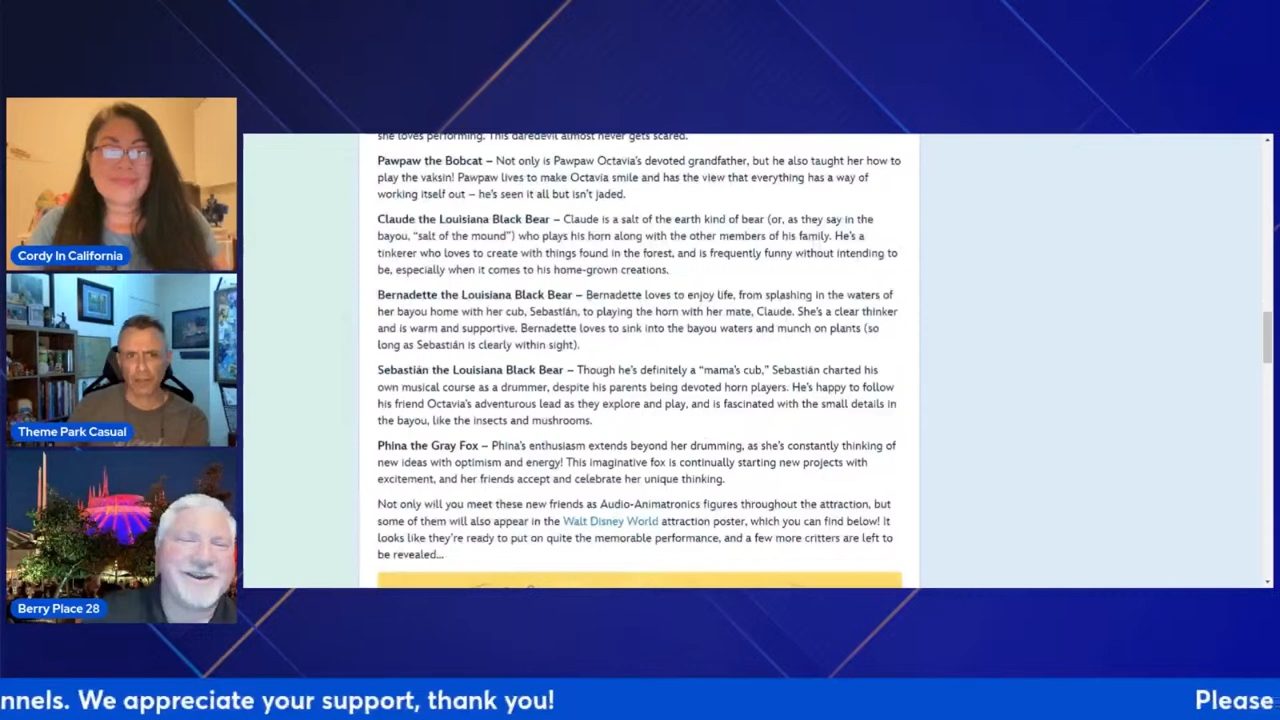 Cordy In California
Theme Park Casual
Berry Place 28
she loves performing. This daredevil almost never gets scared.
Pawpaw the Bobcat – Not only is Pawpaw Octavia's devoted grandfather, but he also taught her how to
play the vaksin! Pawpaw lives to make Octavia smile and has the view that everything has a way of
working itself out – he's seen it all but isn't jaded.
Claude the Louisiana Black Bear – Claude is a salt of the earth kind of bear (or, as they say in the
bayou, "salt of the mound") who plays his horn along with the other members of his family. He's a
tinkerer who loves to create with things found in the forest, and is frequently funny without intending to
be, especially when it comes to his home-grown creations.
Bernadette the Louisiana Black Bear – Bernadette loves to enjoy life, from splashing in the waters of
her bayou home with her cub, Sebastián, to playing the horn with her mate, Claude. She's a clear thinker
and is warm and supportive. Bernadette loves to sink into the bayou waters and munch on plants (so
long as Sebastián is clearly within sight).
Sebastián the Louisiana Black Bear – Though he's definitely a "mama's cub," Sebastián charted his
own musical course as a drummer, despite his parents being devoted horn players. He's happy to follow
his friend Octavia's adventurous lead as they explore and play, and is fascinated with the small details in
the bayou, like the insects and mushrooms.
Phina the Gray Fox – Phina's enthusiasm extends beyond her drumming, as she's constantly thinking of
new ideas with optimism and energy! This imaginative fox is continually starting new projects with
excitement, and her friends accept and celebrate her unique thinking.
Not only will you meet these new friends as Audio-Animatronics figures throughout the attraction, but
some of them will also appear in the Walt Disney World attraction poster, which you can find below! It
looks like they're ready to put on quite the memorable performance, and a few more critters are left to
be revealed...
nnels. We appreciate your support, thank you! Please